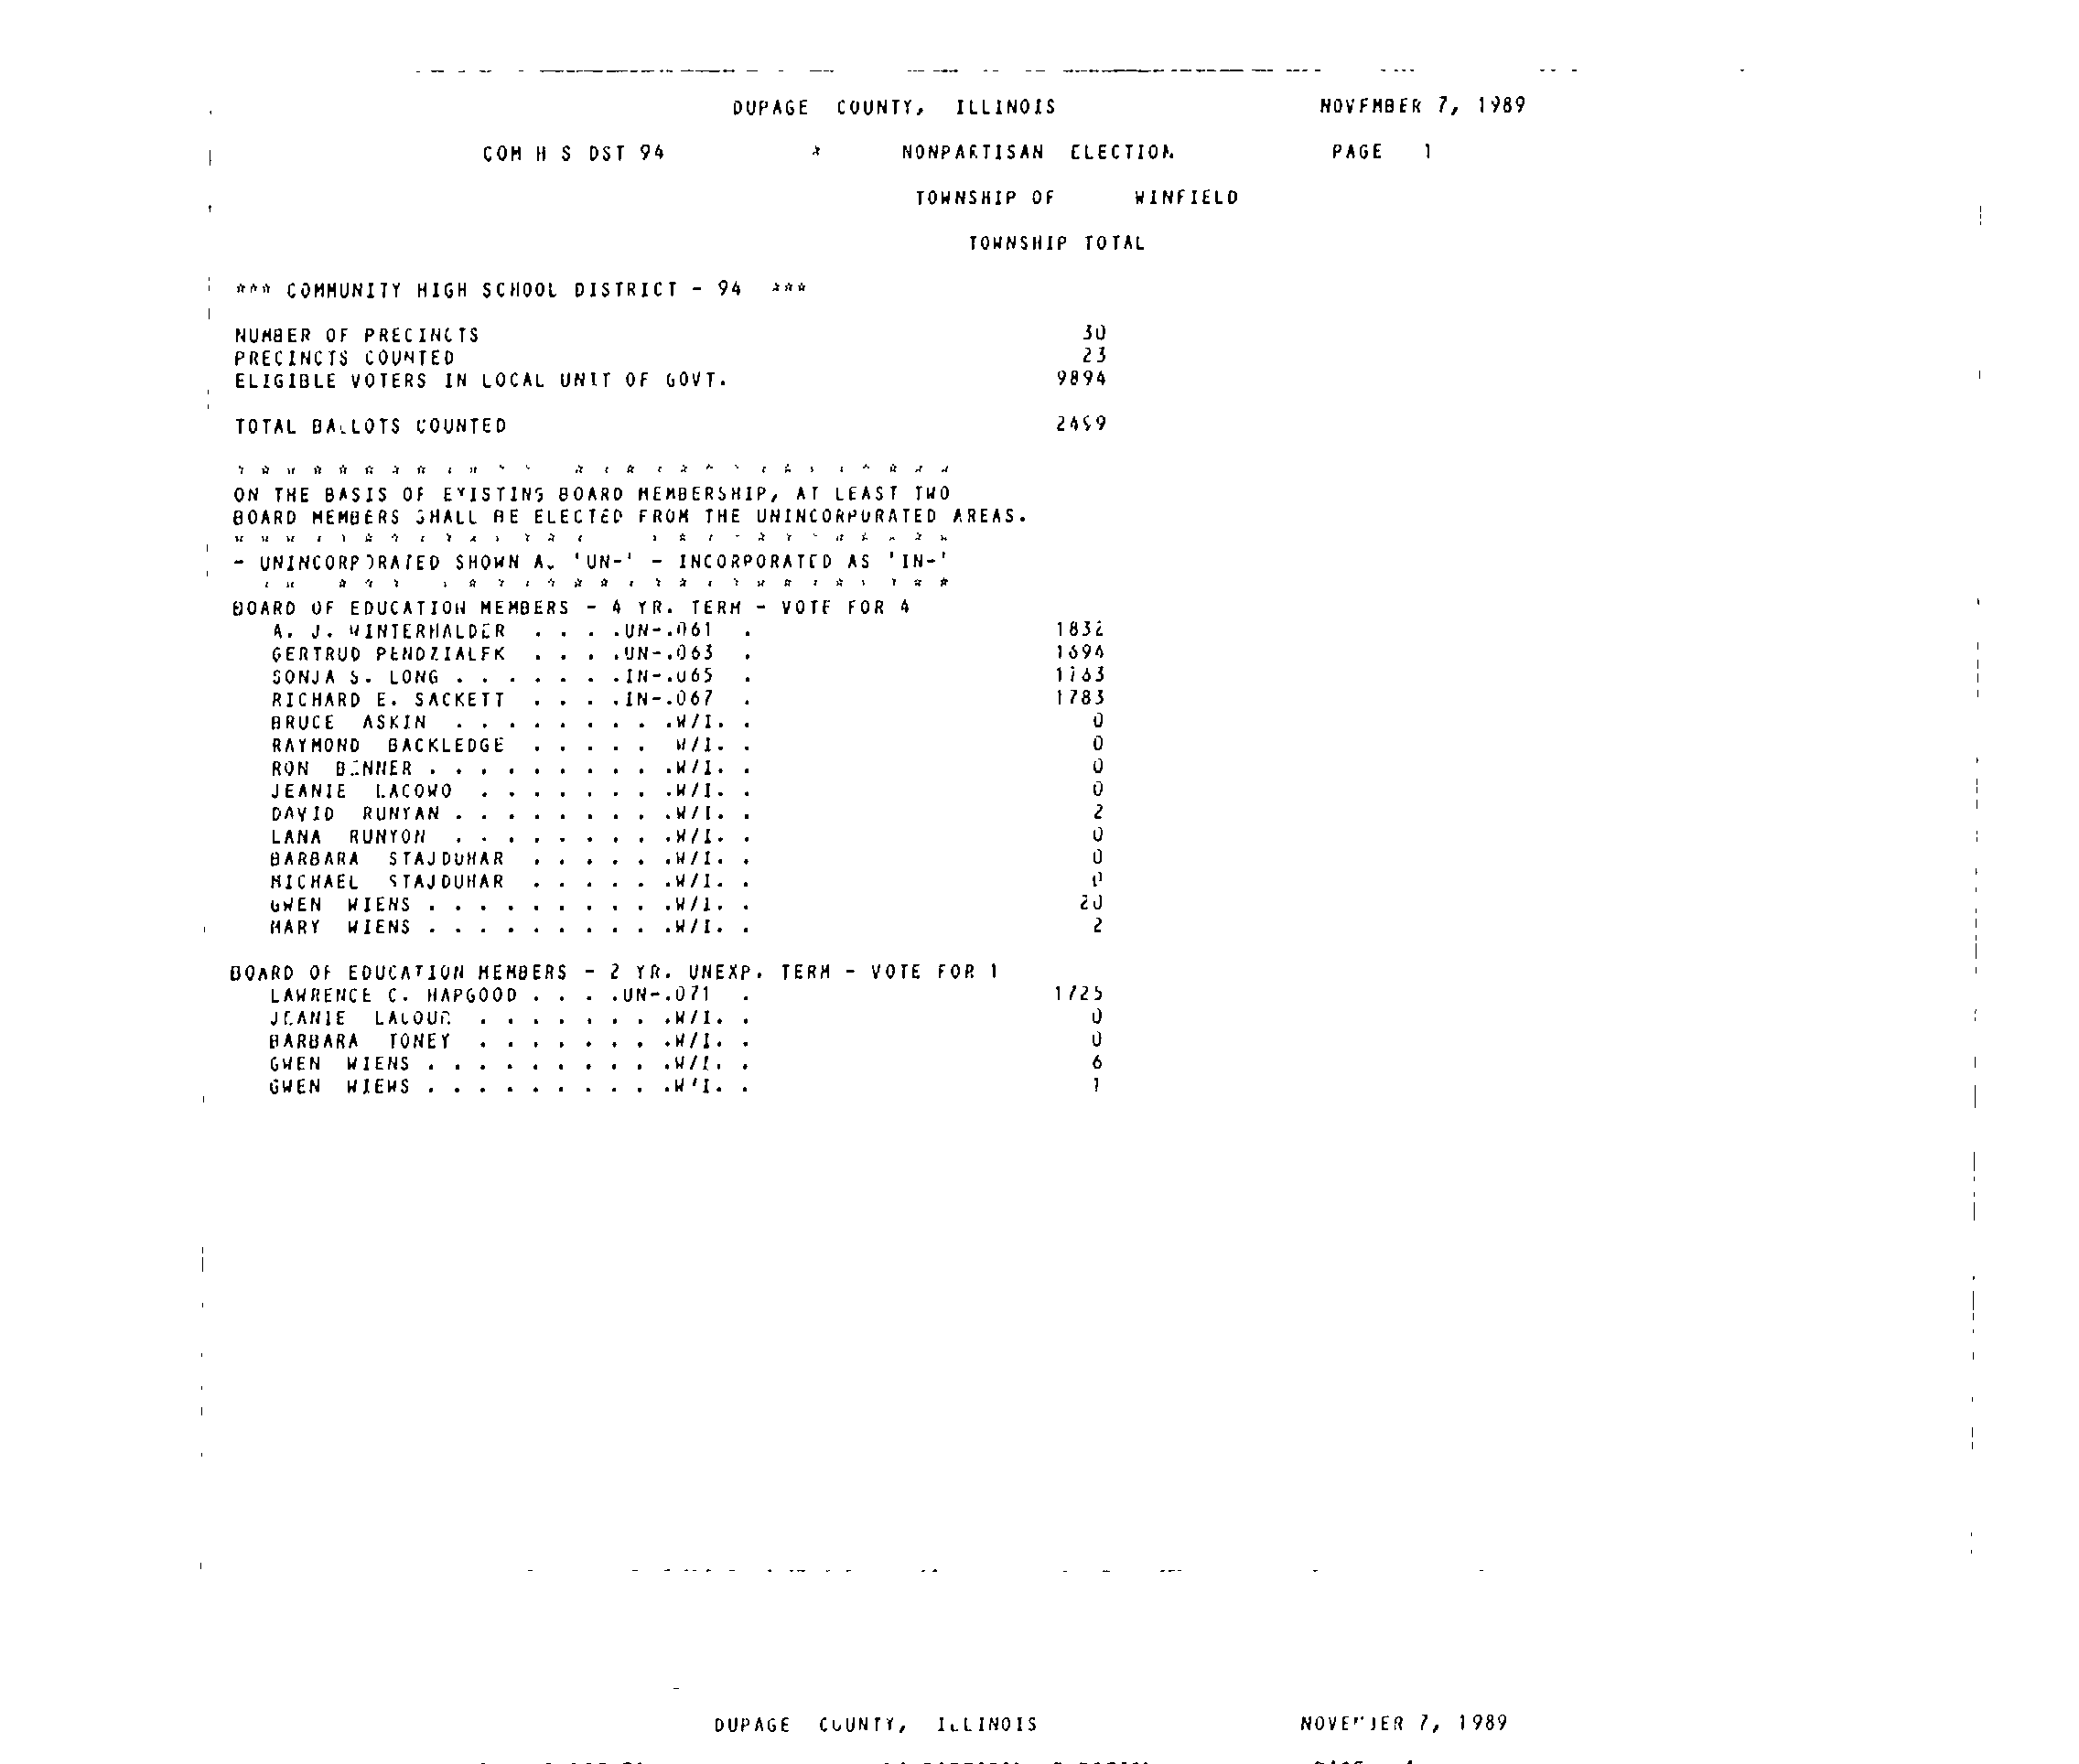 DUPAGE COUNTY, ILLINOIS NOVEMBER 7, 1989
COM H S DST 94 * NONPARTISAN ELECTION PAGE 1
TOWNSHIP OF WINFIELD
TOWNSHIP TOTAL
*** COMMUNITY HIGH SCHOOL DISTRICT - 94 ***
NUMBER OF PRECINCTS 30
PRECINCTS COUNTED 23
ELIGIBLE VOTERS IN LOCAL UNIT OF GOVT. 9894
TOTAL BALLOTS COUNTED
ON THE BASIS OF EXISTING BOARD MEMBERSHIP, AT LEAST TWO
BOARD MEMBERS SHALL BE ELECTED FROM THE UNINCORPORATED AREAS.
- UNINCORPORATED SHOWN AS 'UN-' - INCORPORATED AS 'IN-'
BOARD OF EDUCATION MEMBERS - 4 YR. TERM - VOTE FOR 4
A. J. WINTERHALDER . . . .UN-.061 . 1832
GERTRUD PENDZIALEK . . . .UN-.063 . 1694
SONJA S. LONG . . . . . . .IN-.065 .
RICHARD E. SACKETT . . . .IN-.067 . 1783
BRUCE ASKIN . . . . . . . . .W/I. . 0
RAYMOND BACKLEDGE . . . . . W/I. . 0
RON . . . . . . . . . .W/I. . 0
JEANIE LACOWO . . . . . . . .W/I. . 0
DAVID RUNYAN . . . . . . . . .W/I. . 2
LANA RUNYON . . . . . . . . .W/I. . 0
BARBARA STAJDUHAR . . . . . .W/I. . 0
MICHAEL STAJDUHAR . . . . . .W/I. . 0
GWEN WIENS . . . . . . . . . .W/I. . 20
MARY WIENS . . . . . . . . . .W/I. . 2
BOARD OF EDUCATION MEMBERS - 2 YR. UNEXP. TERM - VOTE FOR 1
LAWRENCE C. HAPGOOD . . . .UN-.071 . 1725
JEANIE . . . . . . . .W/I. . 0
BARBARA TONEY . . . . . . . .W/I. . 0
GWEN WIENS . . . . . . . . . .W/I. . 6
GWEN WIEWS . . . . . . . . . .W/I. . 1
DUPAGE COUNTY, ILLINOIS NOVEMBER 7, 1989